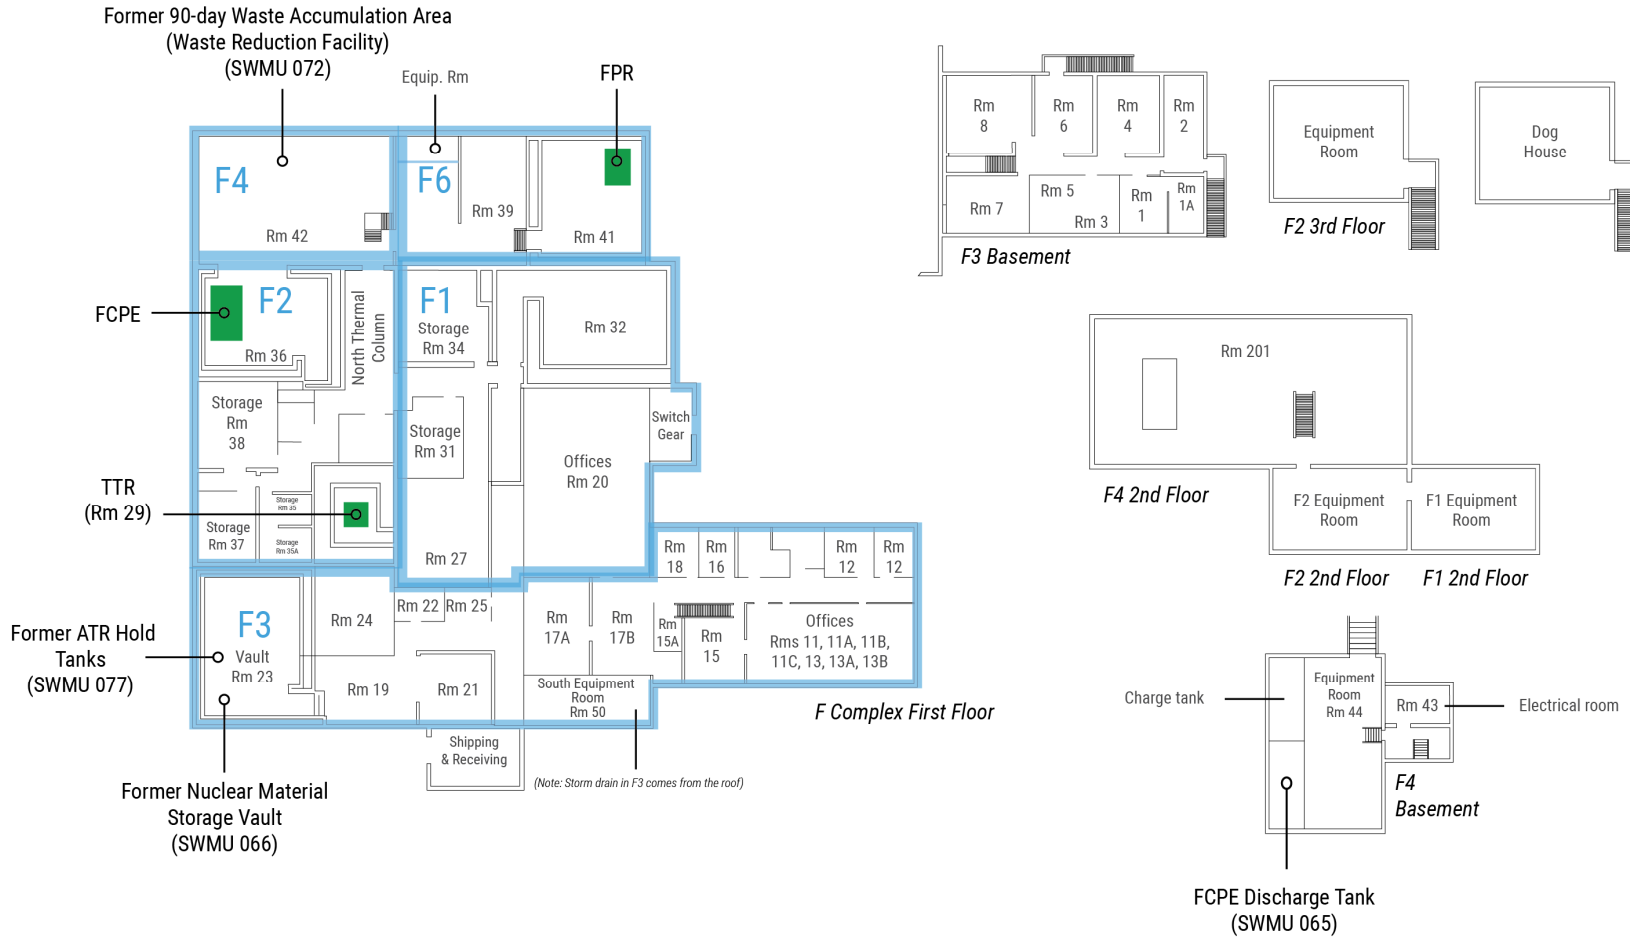 Former 90-day Waste Accumulation Area
(Waste Reduction Facility)
(SWMU 072)
Equip. Rm
FPR
F4
Rm 42
F6
Rm 39
Rm 41
FCPE
F2
Rm 36
North Thermal
Column
F1
Storage
Rm 34
Rm 32
Storage
Rm
38
Storage
Rm 31
Switch
Gear
Offices
Rm 20
TTR
(Rm 29)
Storage
Rm 35
Storage
Rm 37
Storage
Rm 35A
Rm 27
Rm
18
Rm
16
Rm
12
Rm
12
Former ATR Hold
Tanks
(SWMU 077)
F3
Vault
Rm 23
Rm 24
Rm 22
Rm 25
Rm
17A
Rm
17B
Rm
15A
Rm
15
Offices
Rms 11, 11A, 11B,
11C, 13, 13A, 13B
Rm 19
Rm 21
South Equipment
Room
Rm 50
F Complex First Floor
Shipping
& Receiving
(Note: Storm drain in F3 comes from the roof)
Former Nuclear Material
Storage Vault
(SWMU 066)
Rm
8
Rm
6
Rm
4
Rm
2
Rm 7
Rm 5
Rm 3
Rm
1
Rm
1A
F3 Basement
Equipment
Room
F2 3rd Floor
Dog
House
Rm 201
F4 2nd Floor
F2 Equipment
Room
F1 Equipment
Room
F2 2nd Floor
F1 2nd Floor
Charge tank
Equipment
Room
Rm 44
Rm 43
Electrical room
F4
Basement
FCPE Discharge Tank
(SWMU 065)